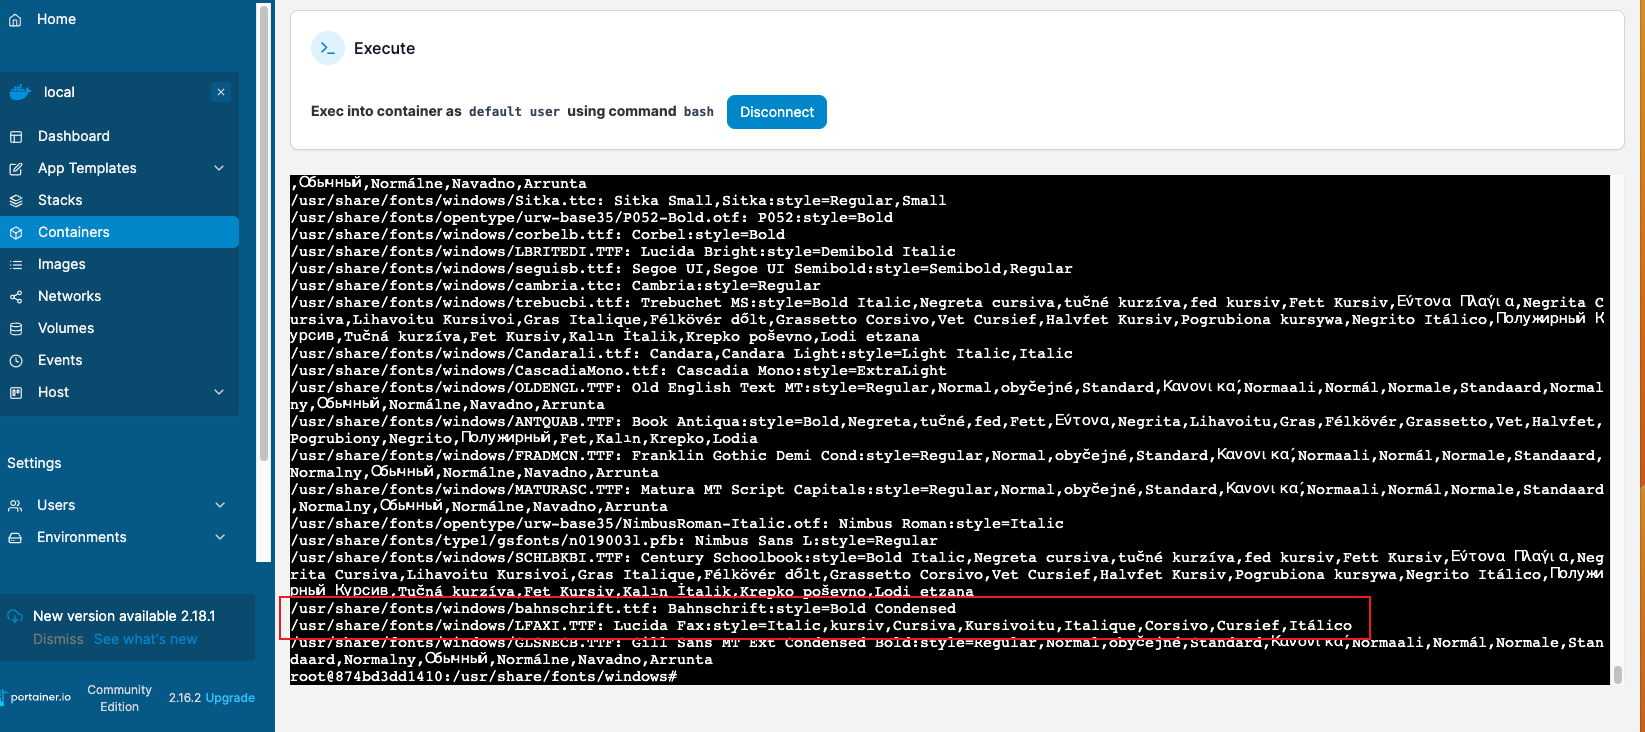 Home
local
Dashboard
App Templates
Stacks
Containers
Images
Networks
Volumes
Events
Host
Settings
Users
Environments
New version available 2.18.1
Dismiss See what's new
portainer.io Community Edition 2.16.2 Upgrade
Execute
Exec into container as default user using command bash Disconnect
,Обычный,Normálne,Navadno,Arrunta
/usr/share/fonts/windows/Sitka.ttc: Sitka Small,Sitka:style=Regular,Small
/usr/share/fonts/opentype/urw-base35/P052-Bold.otf: P052:style=Bold
/usr/share/fonts/windows/corbelb.ttf: Corbel:style=Bold
/usr/share/fonts/windows/LBRITEDI.TTF: Lucida Bright:style=Demibold Italic
/usr/share/fonts/windows/seguisb.ttf: Segoe UI,Segoe UI Semibold:style=Semibold,Regular
/usr/share/fonts/windows/cambria.ttc: Cambria:style=Regular
/usr/share/fonts/windows/trebucbi.ttf: Trebuchet MS:style=Bold Italic,Negreta cursiva,tučné kurzíva,fed kursiv,Fett Kursiv,Έντονα Πλαγια,Negrita C
ursiva,Lihavoitu Kursivoi,Gras Italique,Félkövér dőlt,Grassetto Corsivo,Vet Cursief,Halvfet Kursiv,Pogrubiona kursywa,Negrito Itálico,Полужирный К
урсив,Tučná kurzíva,Fet Kursiv,Kalın İtalik,Krepko poševno,Lodi etzana
/usr/share/fonts/windows/Candarali.ttf: Candara,Candara Light:style=Light Italic,Italic
/usr/share/fonts/windows/CascadiaMono.ttf: Cascadia Mono:style=ExtraLight
/usr/share/fonts/windows/OLDENGL.TTF: Old English Text MT:style=Regular,Normal,obyčejné,Standard,Κανονικά,Normaali,Normál,Normale,Standaard,Normal
ny,Обычный,Normálne,Navadno,Arrunta
/usr/share/fonts/windows/ANTQUAB.TTF: Book Antiqua:style=Bold,Negreta,tučné,fed,Fett,Έντονα,Negrita,Lihavoitu,Gras,Félkövér,Grassetto,Vet,Halvfet,
Pogrubiony,Negrito,Полужирный,Fet,Kalın,Krepko,Lodia
/usr/share/fonts/windows/FRADMCN.TTF: Franklin Gothic Demi Cond:style=Regular,Normal,obyčejné,Standard,Κανονικά,Normaali,Normál,Normale,Standaard,
Normalny,Обычный,Normálne,Navadno,Arrunta
/usr/share/fonts/windows/MATURASC.TTF: Matura MT Script Capitals:style=Regular,Normal,obyčejné,Standard,Κανονικά,Normaali,Normál,Normale,Standaard
,Normalny,Обычный,Normálne,Navadno,Arrunta
/usr/share/fonts/opentype/urw-base35/NimbusRoman-Italic.otf: Nimbus Roman:style=Italic
/usr/share/fonts/type1/gsfonts/n019003l.pfb: Nimbus Sans L:style=Regular
/usr/share/fonts/windows/SCHLBKBI.TTF: Century Schoolbook:style=Bold Italic,Negreta cursiva,tučné kurzíva,fed kursiv,Fett Kursiv,Έντονα Πλάγια,Neg
rita Cursiva,Lihavoitu Kursivoi,Gras Italique,Félkövér dőlt,Grassetto Corsivo,Vet Cursief,Halvfet Kursiv,Pogrubiona kursywa,Negrito Itálico,Полужи
рный Курсив,Tučná kurzíva,Fet Kursiv,Kalın İtalik,Krepko poševno,Lodi etzana
/usr/share/fonts/windows/bahnschrift.ttf: Bahnschrift:style=Bold Condensed
/usr/share/fonts/windows/LFAXI.TTF: Lucida Fax:style=Italic,kursiv,Cursiva,Kursivoitu,Italique,Corsivo,Cursief,Itálico
/usr/share/fonts/windows/GLSNECB.TTF: Gill Sans MT Ext Condensed Bold:style=Regular,Normal,obyčejné,Standard,Κανονικά,Normaali,Normál,Normale,Stan
daard,Normalny,Обычный,Normálne,Navadno,Arrunta
root@874bd3dd1410:/usr/share/fonts/windows#